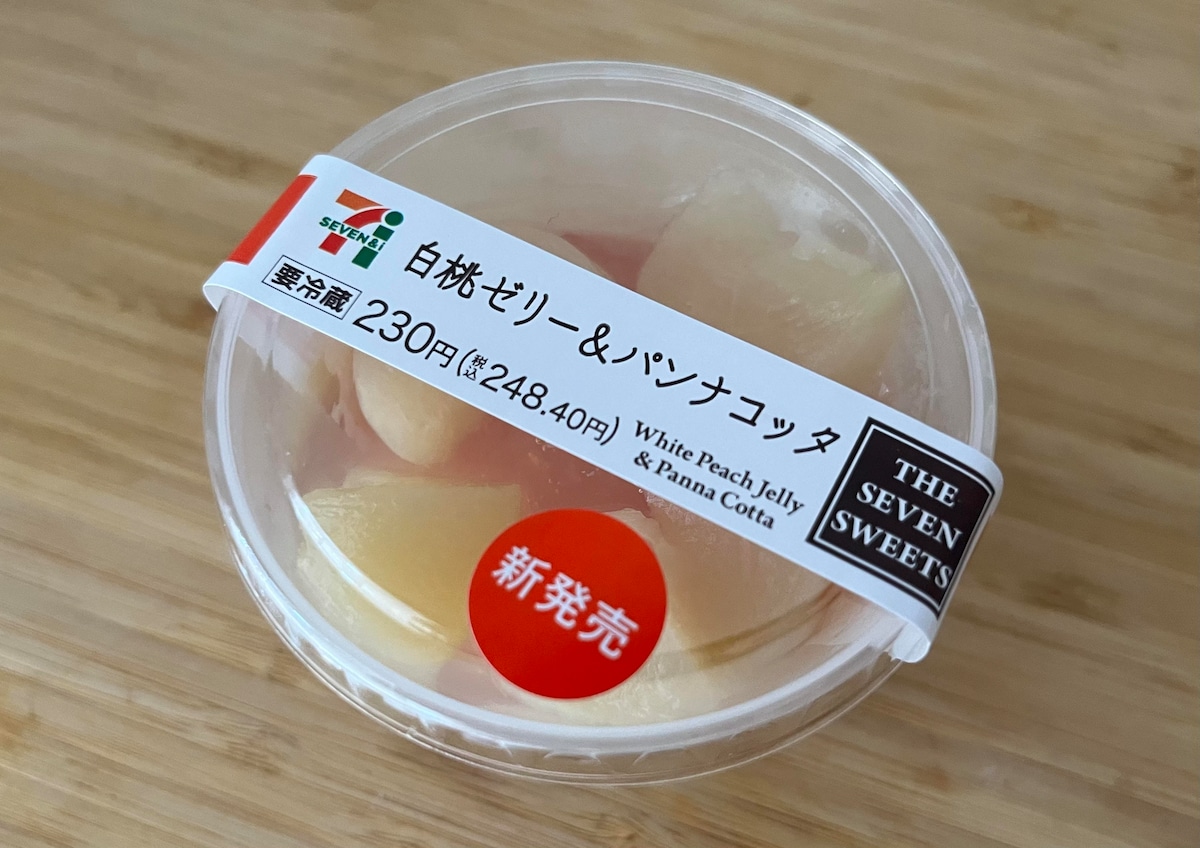 SEVEN&i
白桃ゼリー&パンナコッタ
要冷蔵
230円(税込248.40円)
White Peach Jelly
& Panna Cotta
THE
SEVEN
SWEETS
新発売